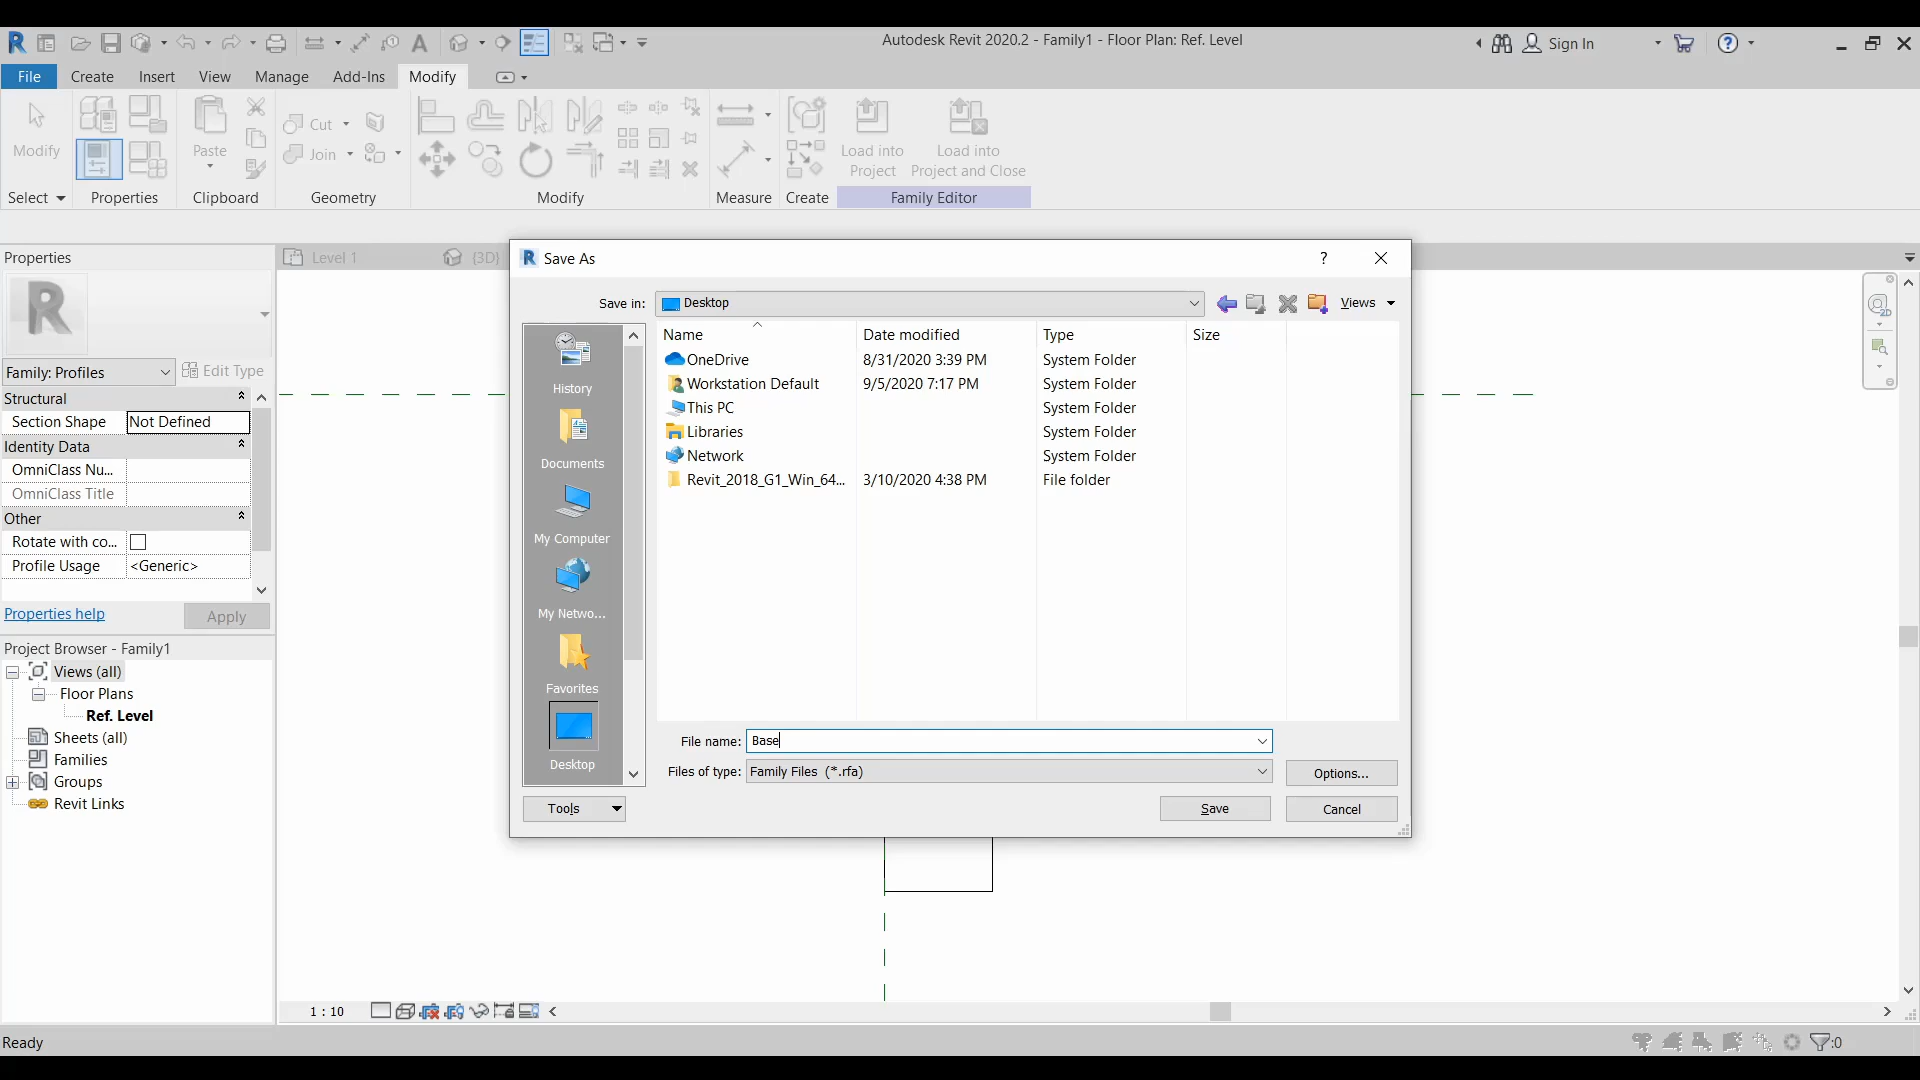 Autodesk Revit 2020.2 - Family1 - Floor Plan: Ref. Level
Sign In
File Create Insert View Manage Add-Ins Modify
Modify
Paste
Cut
Join
Load into Project
Load into Project and Close
Select Properties Clipboard Geometry Modify Measure Create Family Editor
Properties
Level 1
{3D}
Family: Profiles
Edit Type
Structural
Section Shape Not Defined
Identity Data
OmniClass Nu...
OmniClass Title
Other
Rotate with co...
Profile Usage <Generic>
Properties help
Apply
Project Browser - Family1
Views (all)
Floor Plans
Ref. Level
Sheets (all)
Families
Groups
Revit Links
Save As
?
Save in: Desktop
Views
History
Documents
My Computer
My Netwo...
Favorites
Desktop
Name Date modified Type Size
OneDrive 8/31/2020 3:39 PM System Folder
Workstation Default 9/5/2020 7:17 PM System Folder
This PC System Folder
Libraries System Folder
Network System Folder
Revit_2018_G1_Win_64... 3/10/2020 4:38 PM File folder
File name: Base
Files of type: Family Files (*.rfa)
Options...
Tools
Save
Cancel
1 : 10
Ready
:0